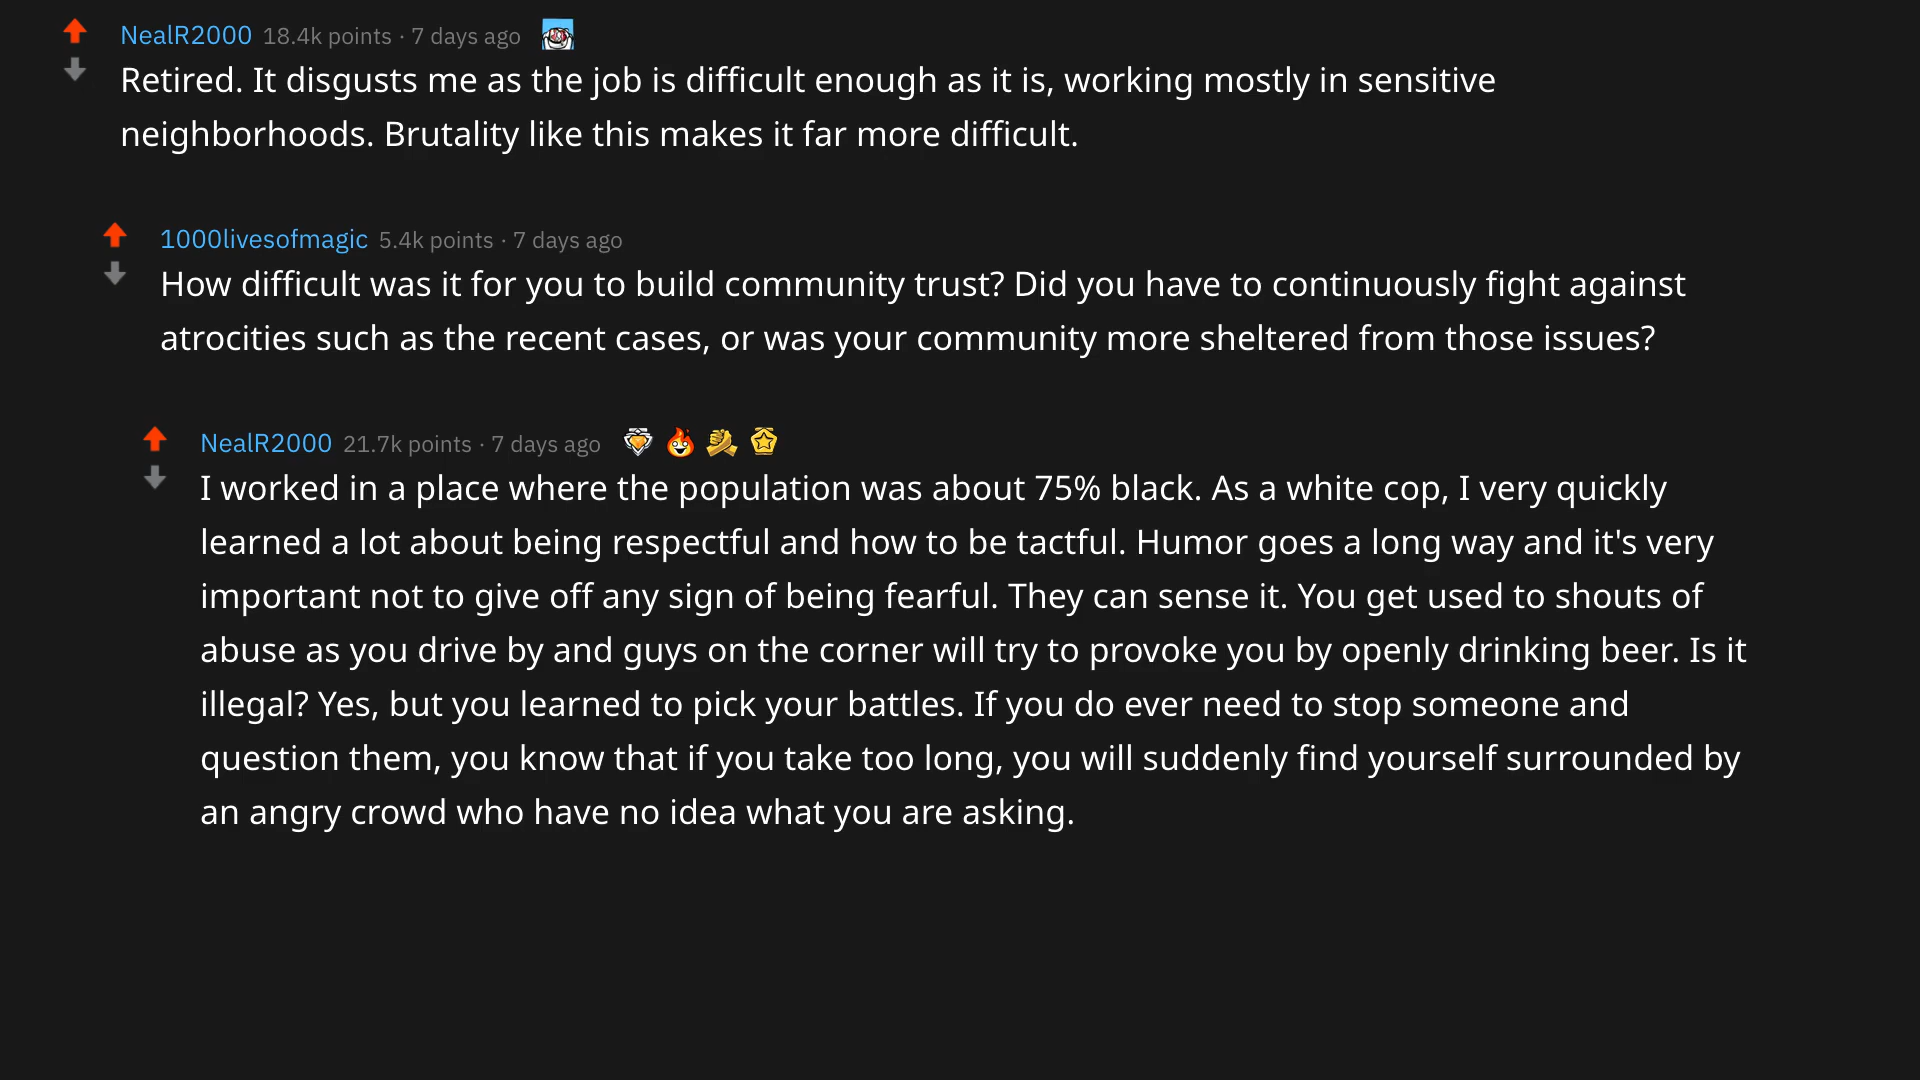 NealR2000 18.4k points · 7 days ago
Retired. It disgusts me as the job is difficult enough as it is, working mostly in sensitive
neighborhoods. Brutality like this makes it far more difficult.
1000livesofmagic 5.4k points · 7 days ago
How difficult was it for you to build community trust? Did you have to continuously fight against
atrocities such as the recent cases, or was your community more sheltered from those issues?
NealR2000 21.7k points · 7 days ago
I worked in a place where the population was about 75% black. As a white cop, I very quickly
learned a lot about being respectful and how to be tactful. Humor goes a long way and it's very
important not to give off any sign of being fearful. They can sense it. You get used to shouts of
abuse as you drive by and guys on the corner will try to provoke you by openly drinking beer. Is it
illegal? Yes, but you learned to pick your battles. If you do ever need to stop someone and
question them, you know that if you take too long, you will suddenly find yourself surrounded by
an angry crowd who have no idea what you are asking.